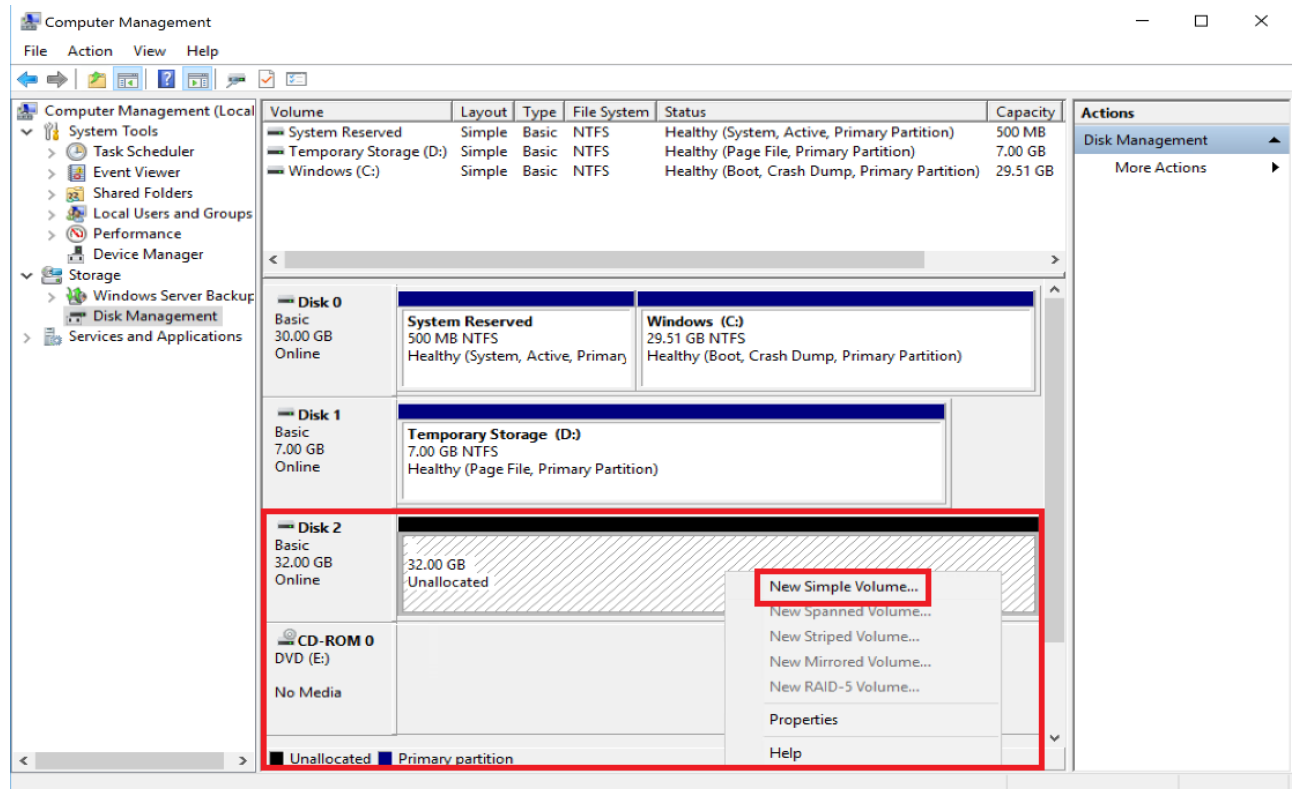 Computer Management
File Action View Help
Computer Management (Local
System Tools
Task Scheduler
Event Viewer
Shared Folders
Local Users and Groups
Performance
Device Manager
Storage
Windows Server Backup
Disk Management
Services and Applications
Volume Layout Type File System Status Capacity
System Reserved Simple Basic NTFS Healthy (System, Active, Primary Partition) 500 MB
Temporary Storage (D:) Simple Basic NTFS Healthy (Page File, Primary Partition) 7.00 GB
Windows (C:) Simple Basic NTFS Healthy (Boot, Crash Dump, Primary Partition) 29.51 GB
Disk 0
Basic
30.00 GB
Online
System Reserved
500 MB NTFS
Healthy (System, Active, Primary
Windows (C:)
29.51 GB NTFS
Healthy (Boot, Crash Dump, Primary Partition)
Disk 1
Basic
7.00 GB
Online
Temporary Storage (D:)
7.00 GB NTFS
Healthy (Page File, Primary Partition)
Disk 2
Basic
32.00 GB
Online
32.00 GB
Unallocated
New Simple Volume...
New Spanned Volume...
New Striped Volume...
New Mirrored Volume...
New RAID-5 Volume...
Properties
Help
CD-ROM 0
DVD (E:)
No Media
Unallocated Primary partition
Actions
Disk Management
More Actions